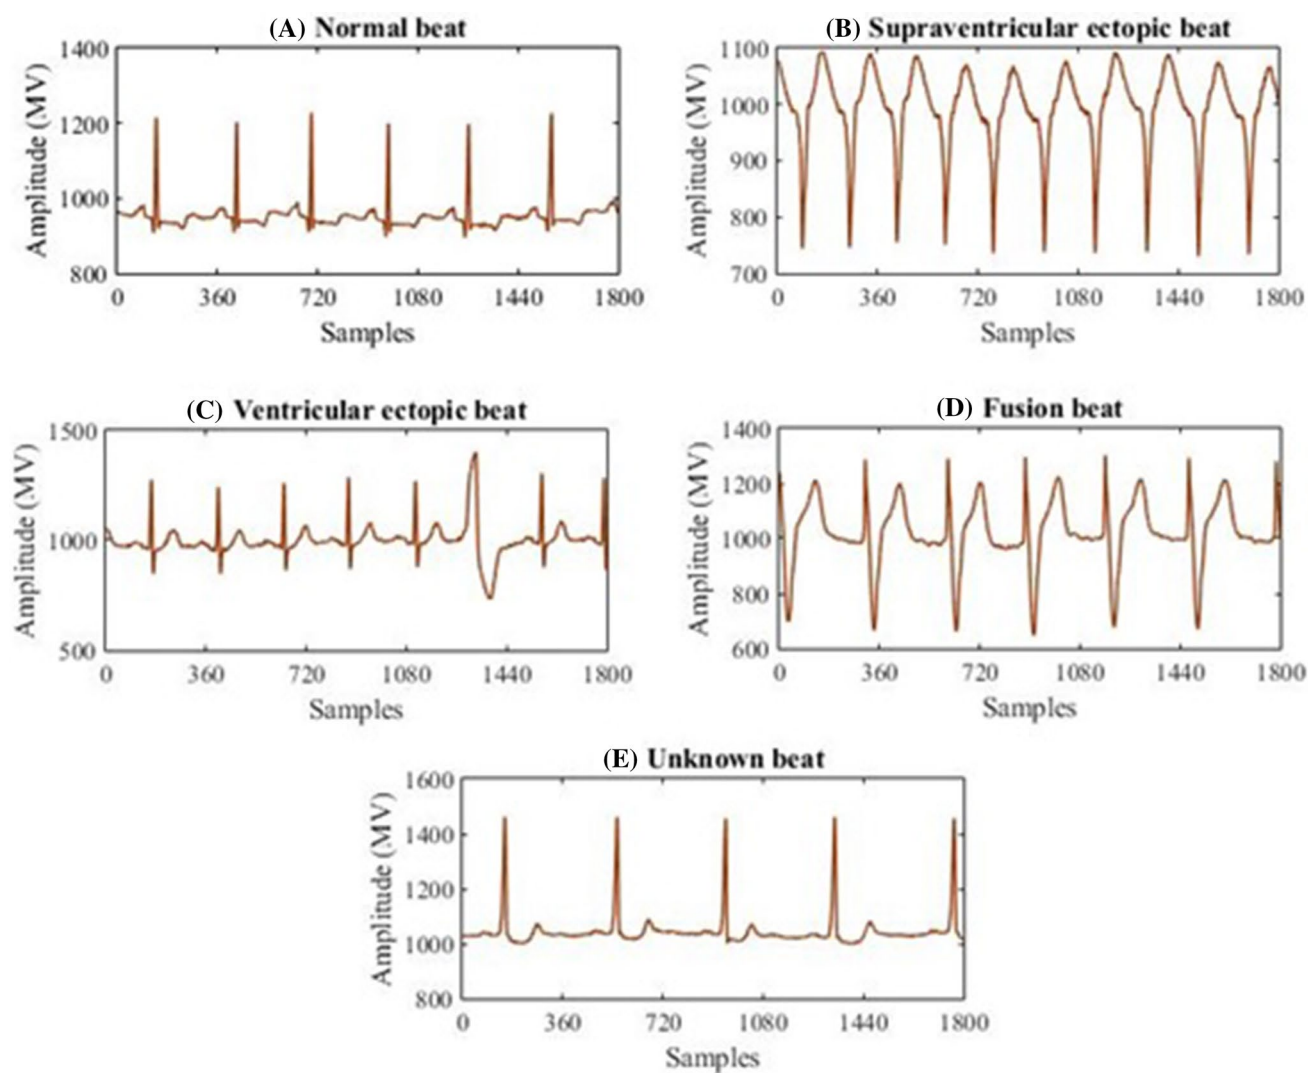 (A) Normal beat
1400
1200
1000
800
Amplitude (MV)
0 360 720 1080 1440 1800
Samples
(B) Supraventricular ectopic beat
1100
1000
900
800
700
Amplitude (MV)
0 360 720 1080 1440 1800
Samples
(C) Ventricular ectopic beat
1500
1000
500
Amplitude (MV)
0 360 720 1080 1440 1800
Samples
(D) Fusion beat
1400
1200
1000
800
600
Amplitude (MV)
0 360 720 1080 1440 1800
Samples
(E) Unknown beat
1600
1400
1200
1000
800
Amplitude (MV)
0 360 720 1080 1440 1800
Samples